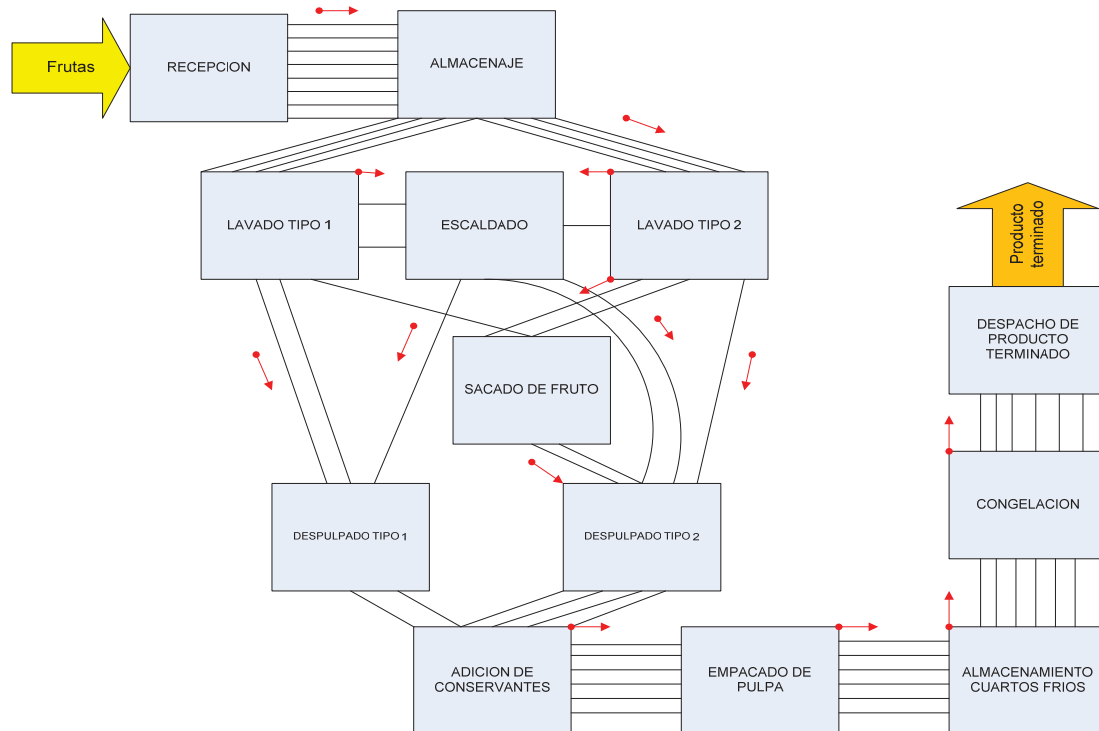 Frutas
RECEPCION
ALMACENAJE
LAVADO TIPO 1
ESCALDADO
LAVADO TIPO 2
Producto
terminado
DESPACHO DE
PRODUCTO
TERMINADO
SACADO DE FRUTO
CONGELACION
DESPULPADO TIPO 1
DESPULPADO TIPO 2
ADICION DE
CONSERVANTES
EMPACADO DE
PULPA
ALMACENAMIENTO
CUARTOS FRIOS